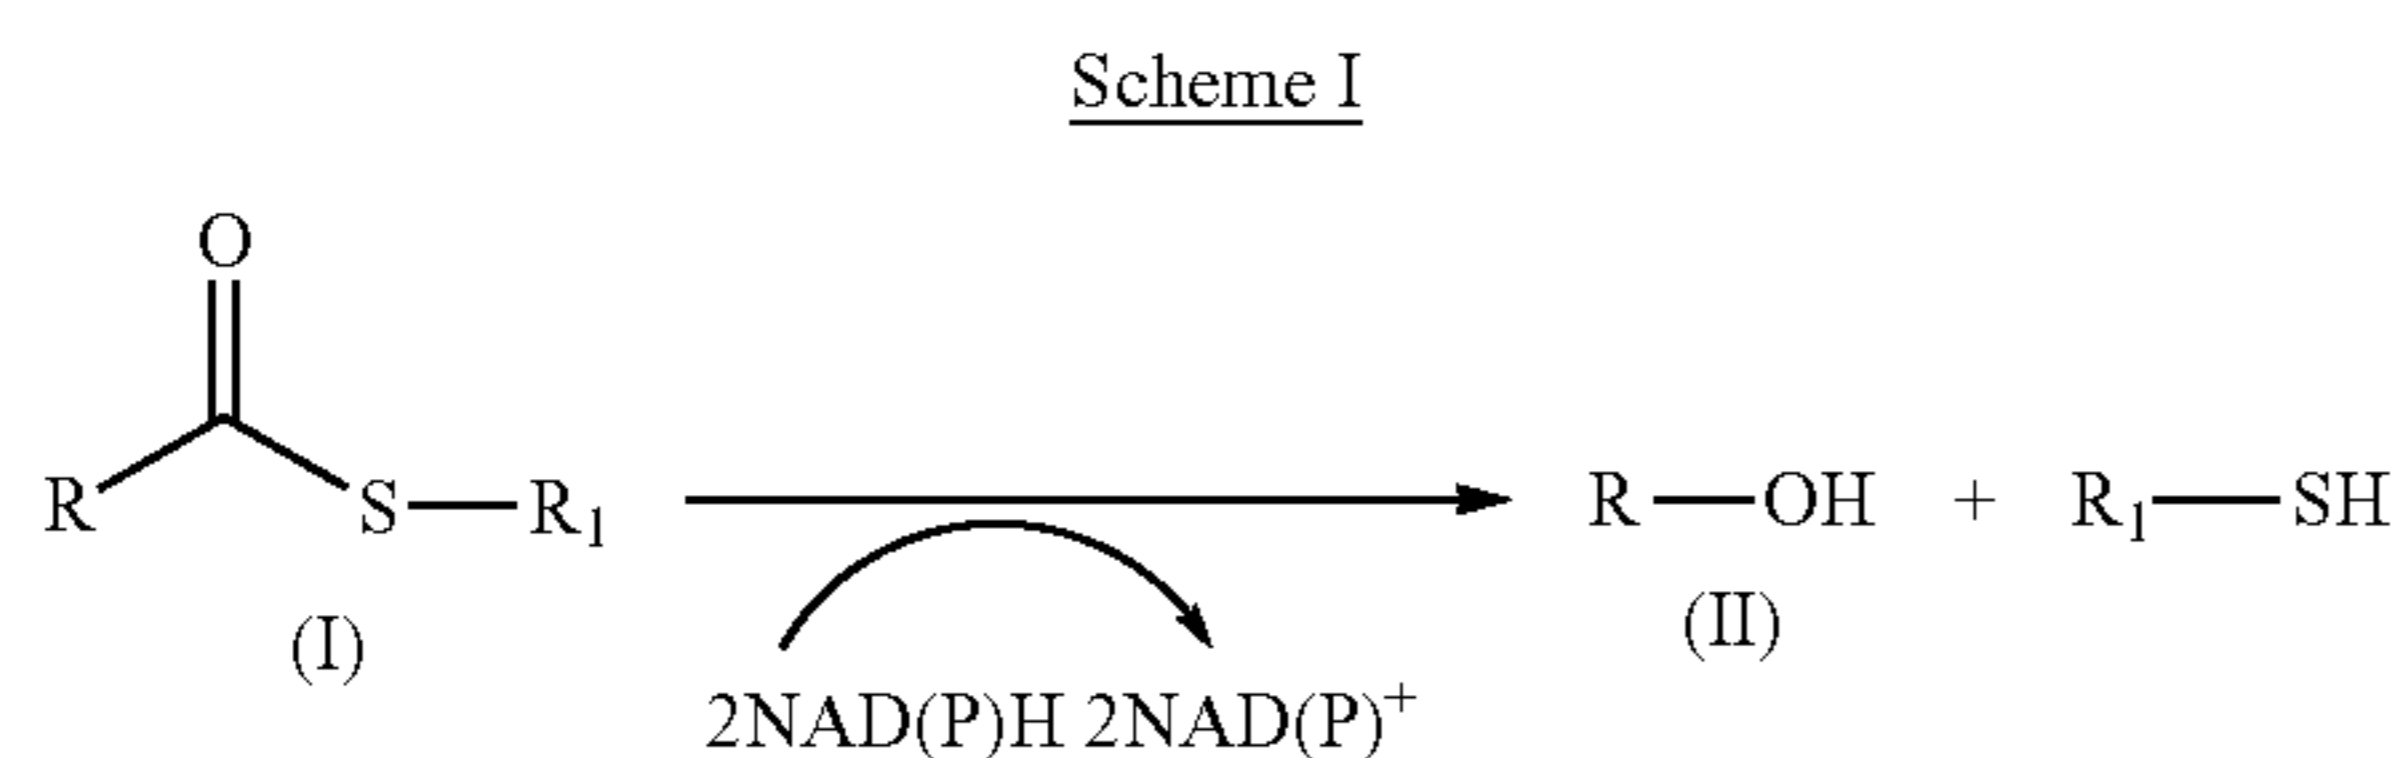 Scheme I
O
R S R₁ R OH + R₁ SH
(I) (II)
2NAD(P)H 2NAD(P)⁺